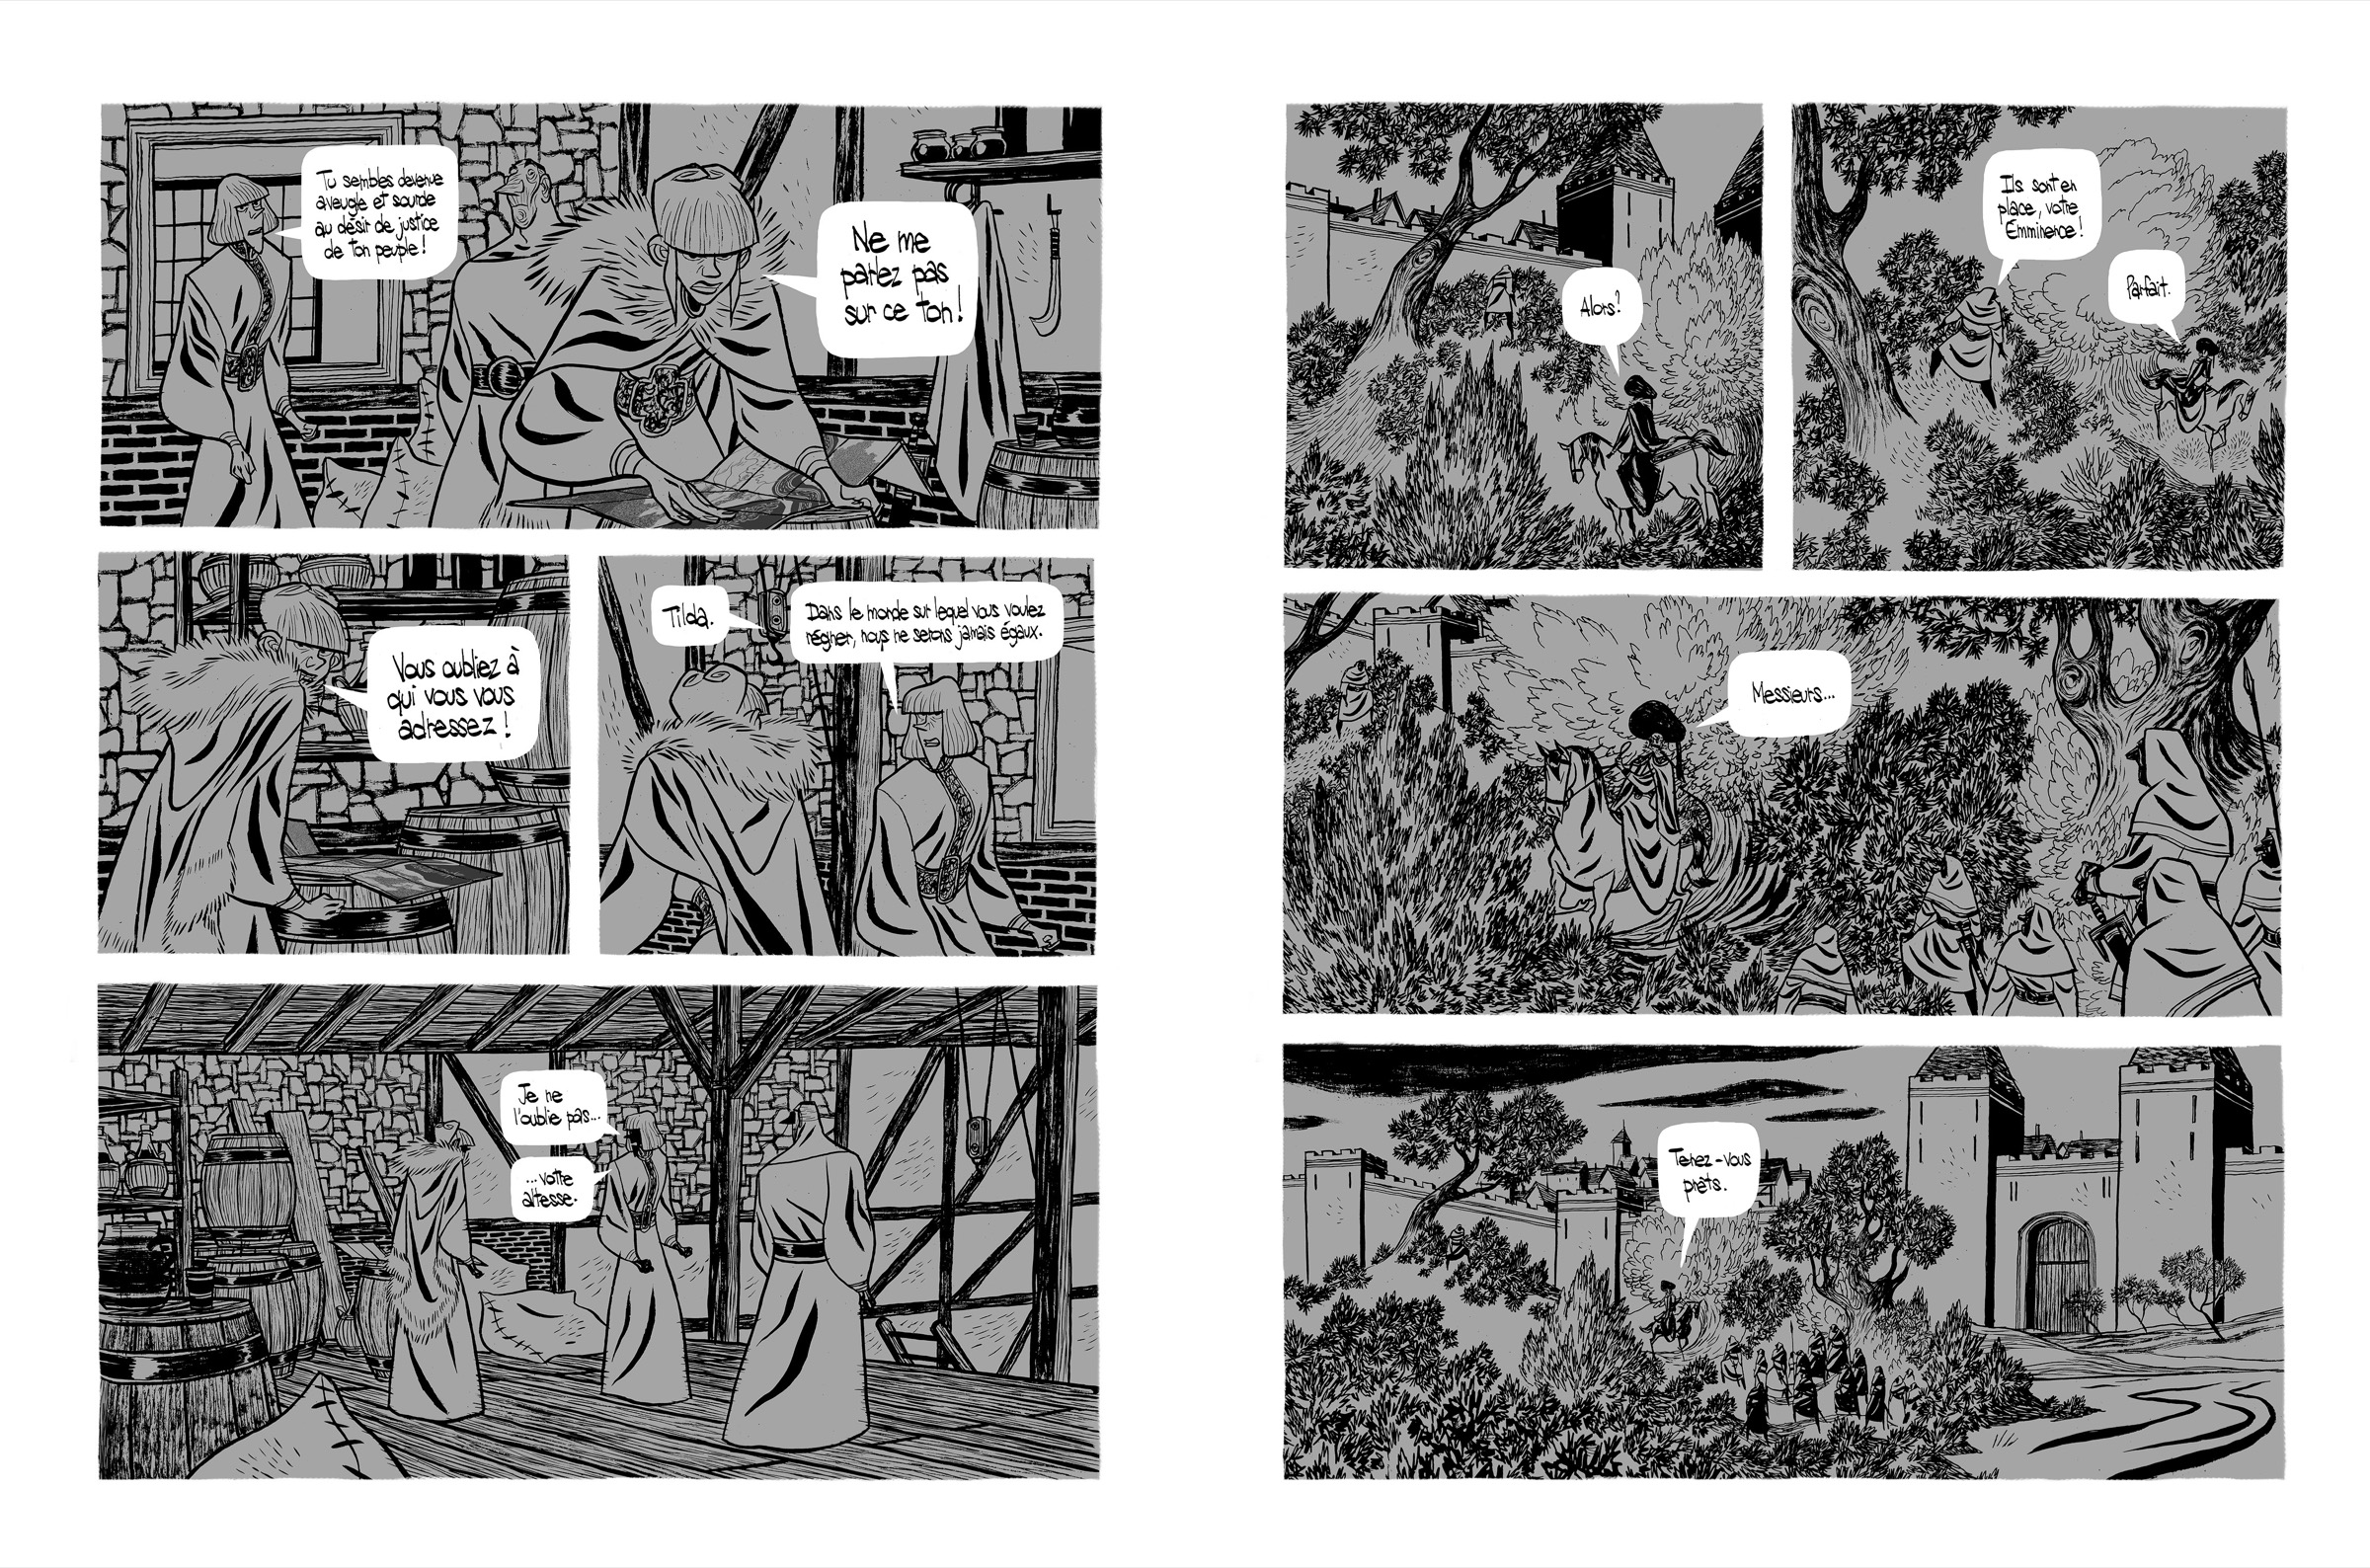 Tu sembles devenue
aveugle et sourde
au désir de justice
de ton peuple !
Ne me
parlez pas
sur ce ton !
Vous oubliez à
qui vous vous
adressez !
Tilda.
Dans le monde sur lequel vous voulez
régner, nous ne serons jamais égaux.
Je ne
l'oublie pas...
...votre
altesse.
Alors?
Ils sont en
place, votre
Emminence !
Parfait.
Messieurs...
Tenez-vous
prêts.